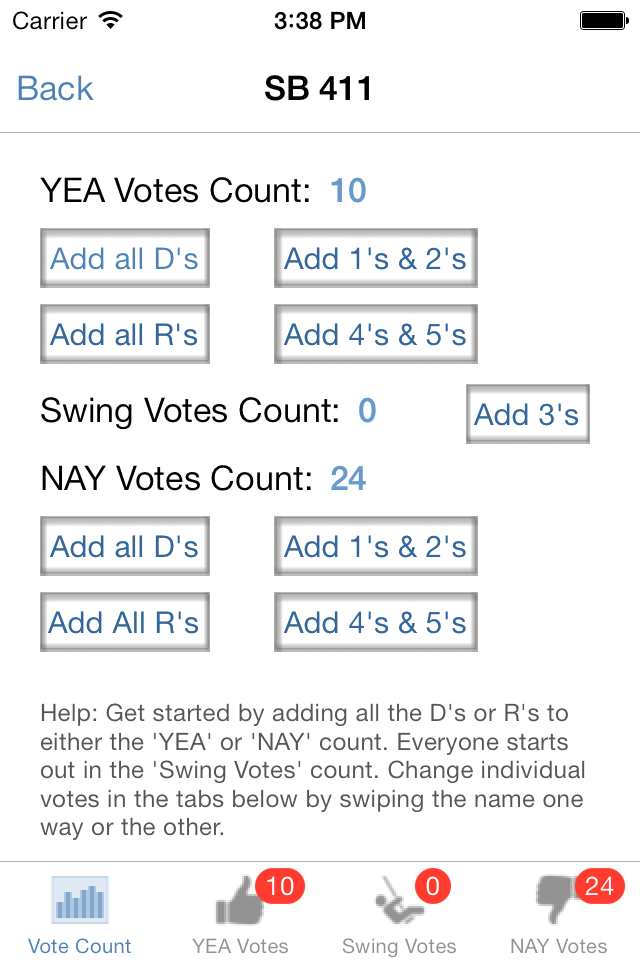 Carrier 3:38 PM
Back SB 411
YEA Votes Count: 10
Add all D's Add 1's & 2's
Add all R's Add 4's & 5's
Swing Votes Count: 0 Add 3's
NAY Votes Count: 24
Add all D's Add 1's & 2's
Add All R's Add 4's & 5's
Help: Get started by adding all the D's or R's to
either the 'YEA' or 'NAY' count. Everyone starts
out in the 'Swing Votes' count. Change individual
votes in the tabs below by swiping the name one
way or the other.
10 0 24
Vote Count YEA Votes Swing Votes NAY Votes